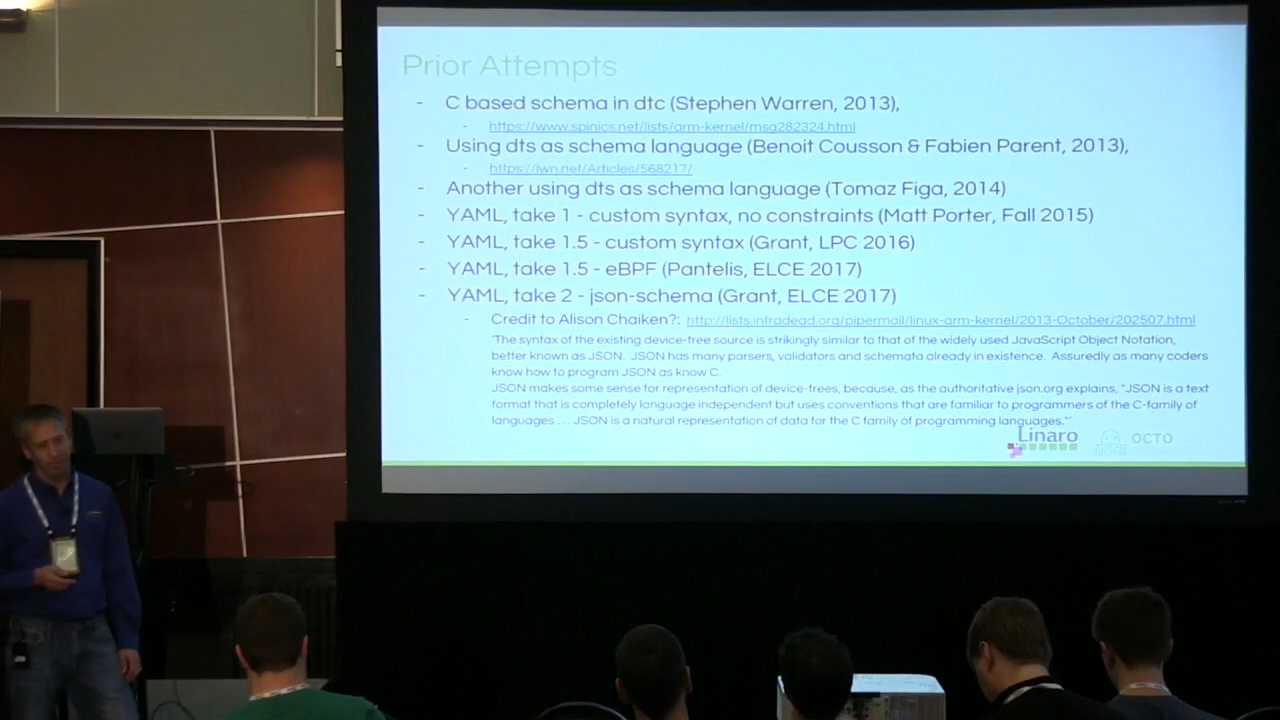 Prior Attempts
- C based schema in dtc (Stephen Warren, 2013),
- https://www.spinics.net/lists/arm-kernel/msg282324.html
- Using dts as schema language (Benoit Cousson & Fabien Parent, 2013),
- https://lwn.net/Articles/568217/
- Another using dts as schema language (Tomaz Figa, 2014)
- YAML, take 1 - custom syntax, no constraints (Matt Porter, Fall 2015)
- YAML, take 1.5 - custom syntax (Grant, LPC 2016)
- YAML, take 1.5 - eBPF (Pantelis, ELCE 2017)
- YAML, take 2 - json-schema (Grant, ELCE 2017)
- Credit to Alison Chaiken?: http://lists.infradead.org/pipermail/linux-arm-kernel/2013-October/202507.html
"The syntax of the existing device-tree source is strikingly similar to that of the widely used JavaScript Object Notation,
better known as JSON. JSON has many parsers, validators and schemata already in existence. Assuredly as many coders
know how to program JSON as know C.
JSON makes some sense for representation of device-trees, because, as the authoritative json.org explains, "JSON is a text
format that is completely language independent but uses conventions that are familiar to programmers of the C-family of
languages . . . JSON is a natural representation of data for the C family of programming languages.""
Linaro
OCTO